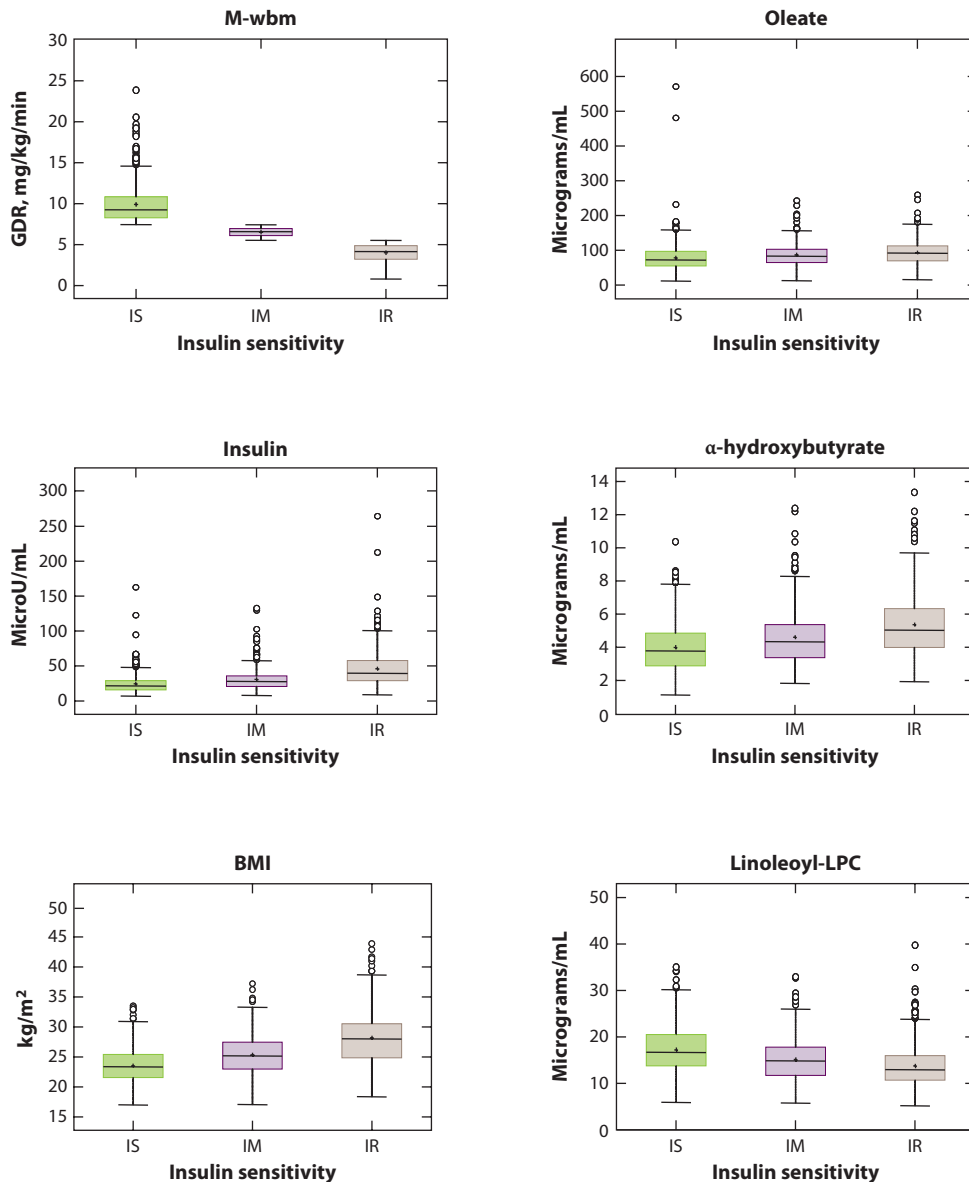 M-wbm
GDR, mg/kg/min
30
25
20
15
10
5
0
IS IM IR
Insulin sensitivity
Oleate
Micrograms/mL
600
500
400
300
200
100
0
IS IM IR
Insulin sensitivity
Insulin
MicroU/mL
300
250
200
150
100
50
0
IS IM IR
Insulin sensitivity
α-hydroxybutyrate
Micrograms/mL
14
12
10
8
6
4
2
0
IS IM IR
Insulin sensitivity
BMI
kg/m²
50
45
40
35
30
25
20
15
IS IM IR
Insulin sensitivity
Linoleoyl-LPC
Micrograms/mL
50
40
30
20
10
0
IS IM IR
Insulin sensitivity